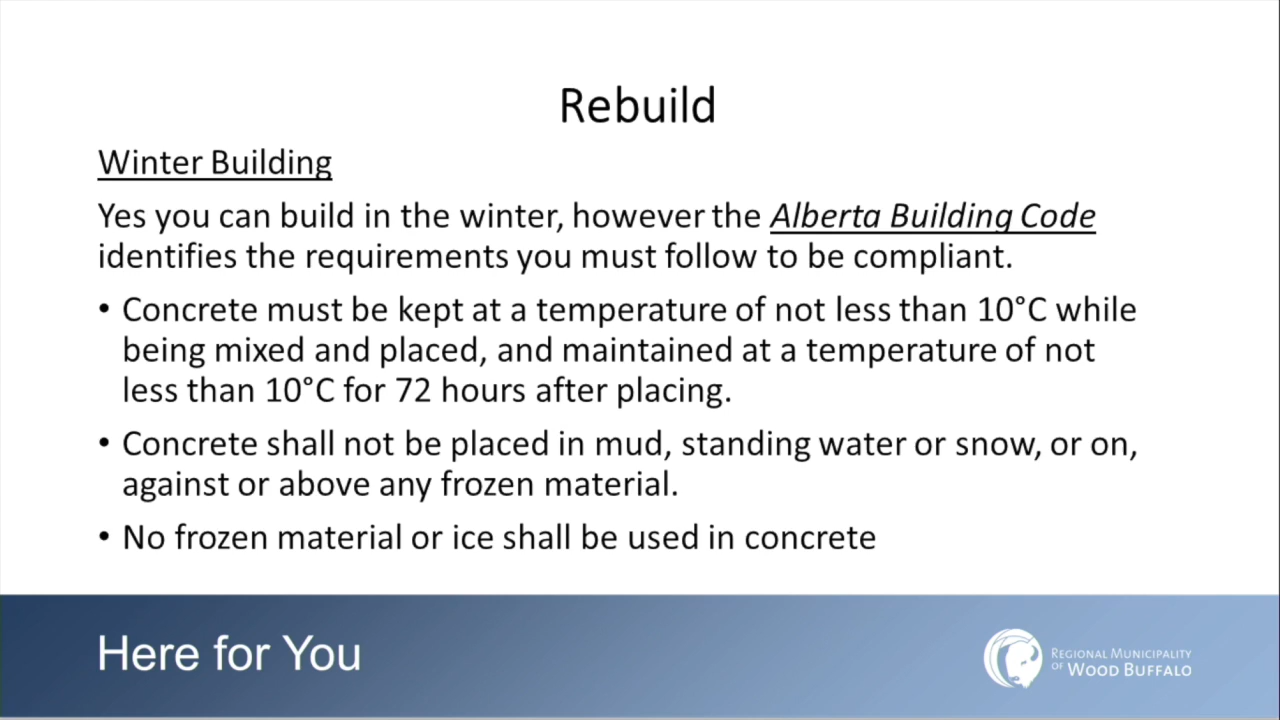 Rebuild
Winter Building
Yes you can build in the winter, however the Alberta Building Code
identifies the requirements you must follow to be compliant.
• Concrete must be kept at a temperature of not less than 10°C while
being mixed and placed, and maintained at a temperature of not
less than 10°C for 72 hours after placing.
• Concrete shall not be placed in mud, standing water or snow, or on,
against or above any frozen material.
• No frozen material or ice shall be used in concrete
Here for You
REGIONAL MUNICIPALITY
OF WOOD BUFFALO